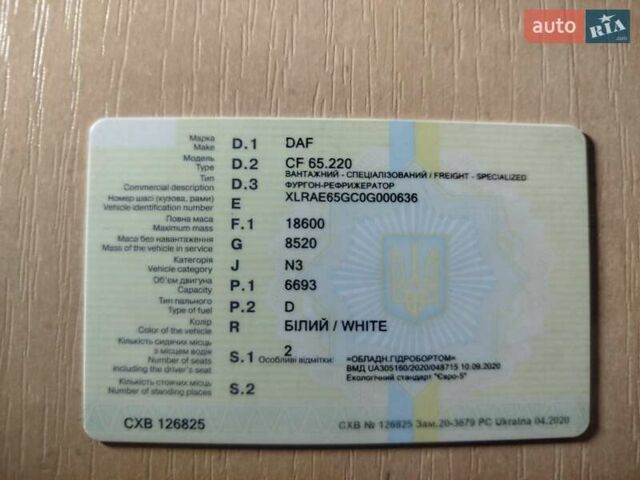 auto RIA.com
Марка
Make D.1 DAF
Модель
Type D.2 CF 65.220
Тип
Commercial description D.3 ВАНТАЖНИЙ - СПЕЦІАЛІЗОВАНИЙ / FREIGHT - SPECIALIZED
ФУРГОН-РЕФРИЖЕРАТОР
Номер шасі (кузова, рами)
Vehicle-identification number E XLRAE65GC0G000636
Повна маса
Maximum mass F.1 18600
Маса без навантаження
Mass of the vehicle in service G 8520
Категорія
Vehicle category J N3
Об'єм двигуна
Capacity P.1 6693
Тип пального
Type of fuel P.2 D
Колір
Color of the vehicle R БІЛИЙ / WHITE
Кількість сидячих місць
з місцем водія
Number of seats
including the driver's seat S.1 2
Особливі відмітки: =ОБЛАДН.ГІДРОБОРТОМ=
ВМД UA305160/2020/048715 10.09.2020
Екологічний стандарт "Євро-5"
Кількість стоячих місць
Number of standing places S.2
СХВ 126825
СХВ № 126825 Зам.20-3679 PC Ukraina 04.2020